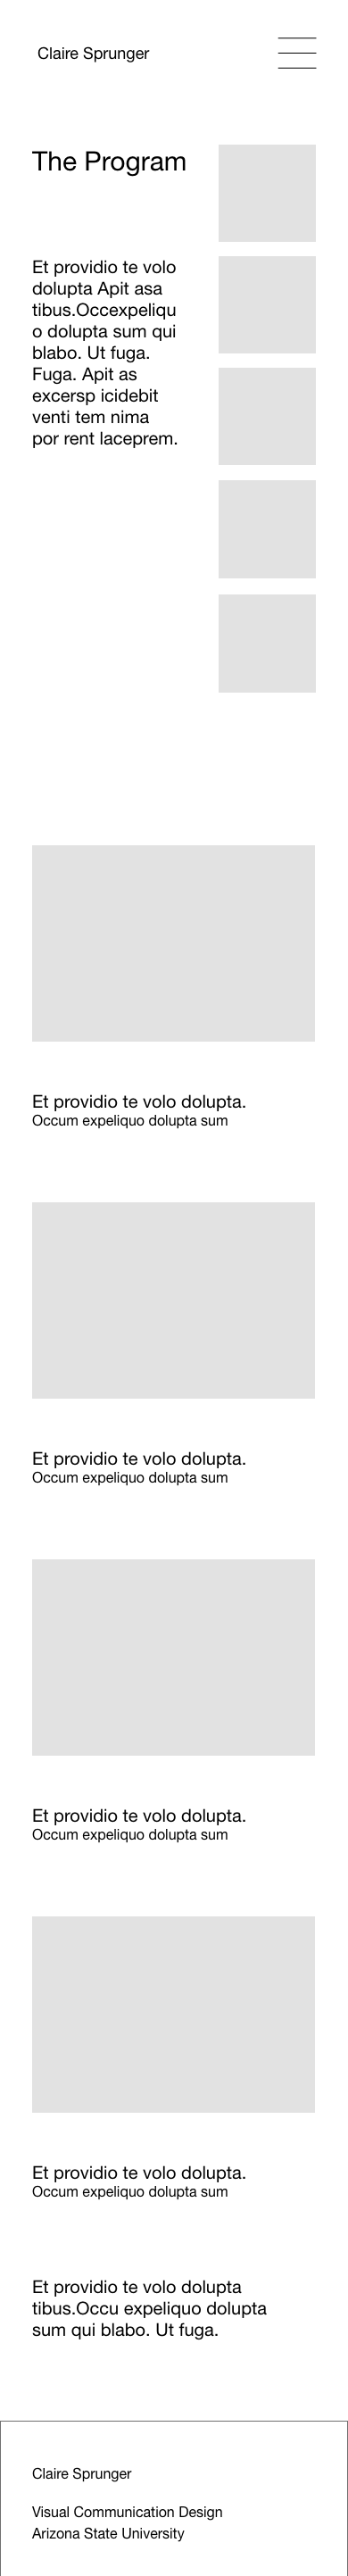 Claire Sprunger
The Program
Et providio te volo
dolupta Apit asa
tibus.Occexpeliqu
o dolupta sum qui
blabo. Ut fuga.
Fuga. Apit as
excersp icidebit
venti tem nima
por rent laceprem.
Et providio te volo dolupta.
Occum expeliquo dolupta sum
Et providio te volo dolupta.
Occum expeliquo dolupta sum
Et providio te volo dolupta.
Occum expeliquo dolupta sum
Et providio te volo dolupta.
Occum expeliquo dolupta sum
Et providio te volo dolupta
tibus.Occu expeliquo dolupta
sum qui blabo. Ut fuga.
Claire Sprunger
Visual Communication Design
Arizona State University